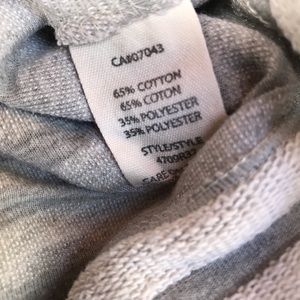 CA#07043
65% COTTON
65% COTON
35% POLYESTER
35% POLYESTER
STYLE/STYLE